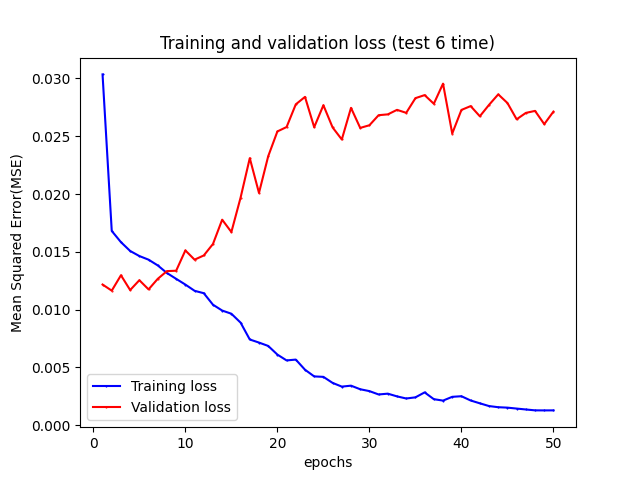 Training and validation loss (test 6 time)
Mean Squared Error(MSE)
0.030
0.025
0.020
0.015
0.010
0.005
0.000
Training loss
Validation loss
0 10 20 30 40 50
epochs